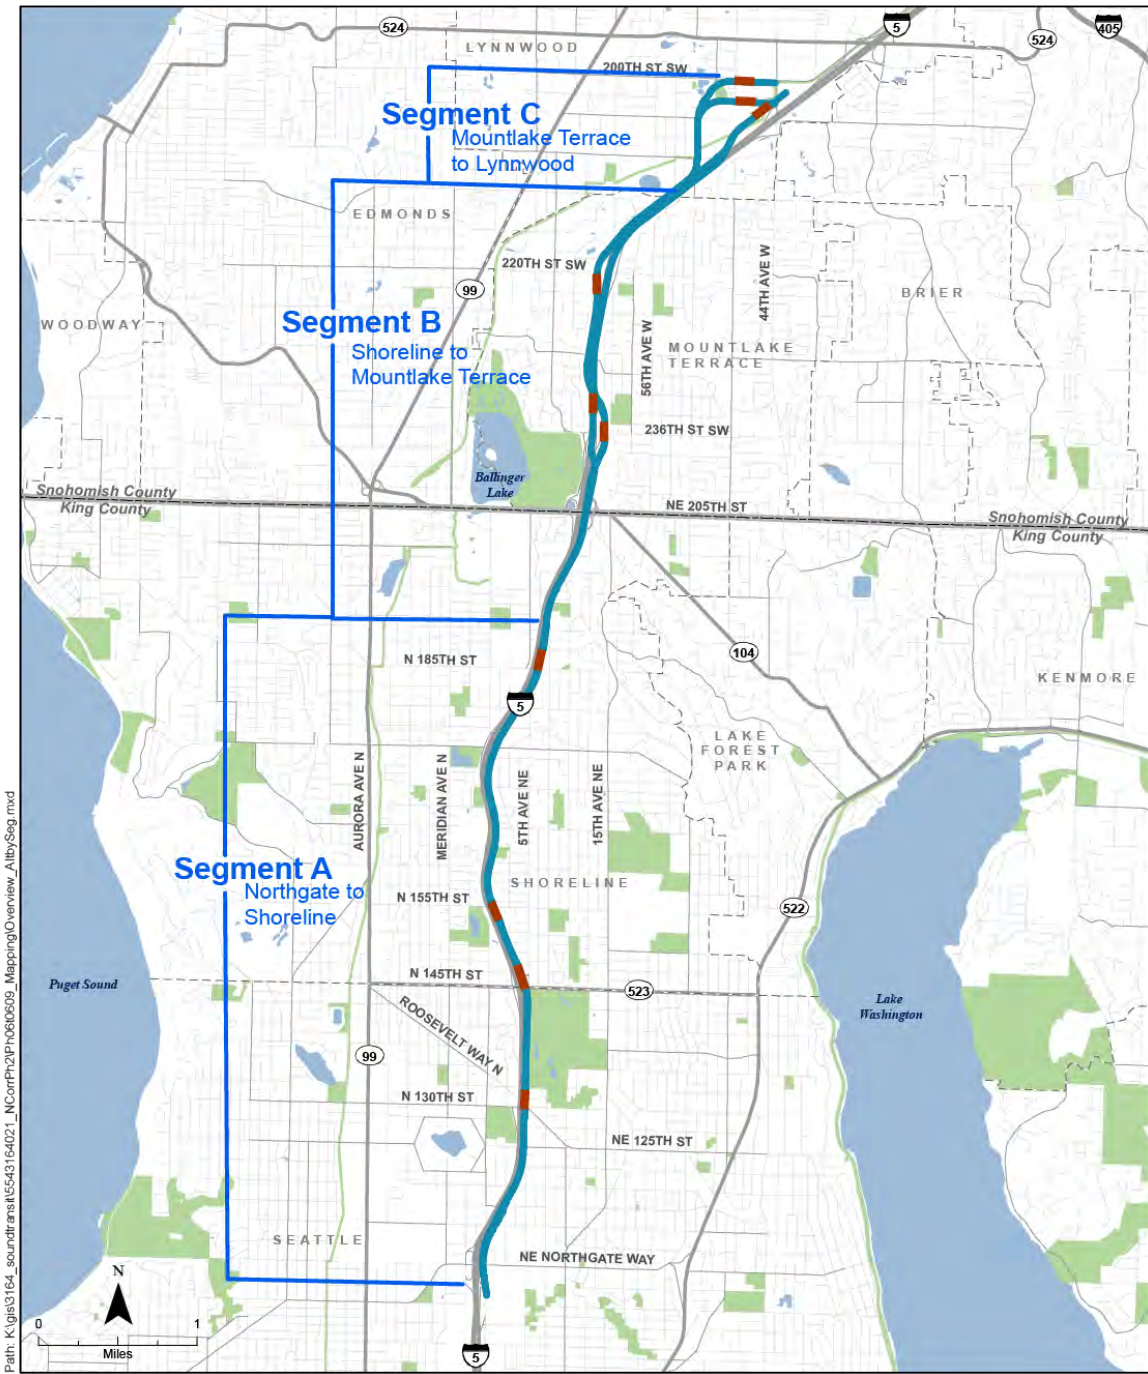 5
405
524
524
LYNNWOOD
200TH ST SW
Segment C
Mountlake Terrace
to Lynnwood
EDMONDS
220TH ST SW
99
44TH AVE W
BRIER
WOODWAY
Segment B
Shoreline to
Mountlake Terrace
56TH AVE W
MOUNTLAKE
TERRACE
236TH ST SW
Ballinger
Lake
Snohomish County
King County
NE 205TH ST
Snohomish County
King County
N 185TH ST
104
KENMORE
5
LAKE
FOREST
PARK
AURORA AVE N
MERIDIAN AVE N
5TH AVE NE
15TH AVE NE
Segment A
Northgate to
Shoreline
SHORELINE
N 155TH ST
522
N 145TH ST
523
Puget Sound
Lake
Washington
ROOSEVELT WAY N
99
N 130TH ST
NE 125TH ST
SEATTLE
NE NORTHGATE WAY
N
0 1
Miles
5
Path: K:\gis\3164_soundtransit\5543164021_NCorrPh2\Ph060609_Mapping\Overview_AltbySeg.mxd